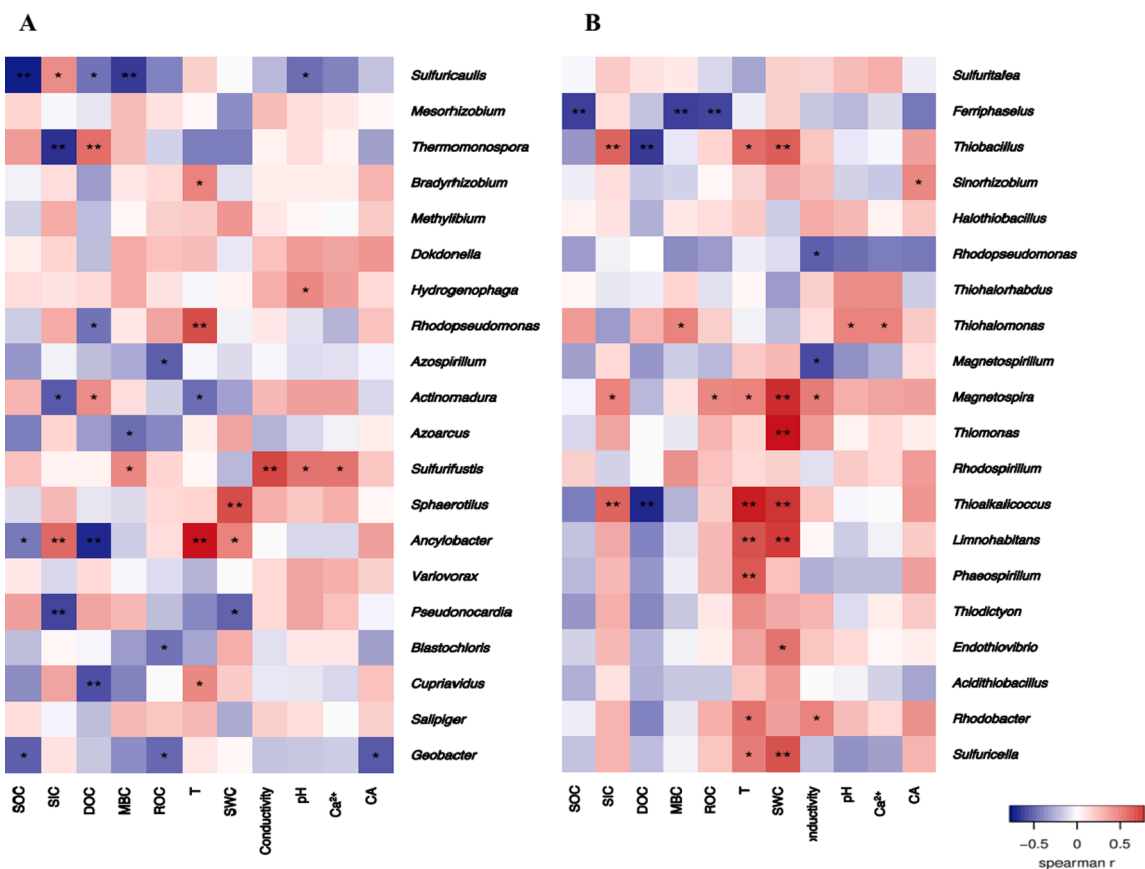 A
B
* * * * * * *
Sulfuricaulis
Sulfuritalea
Mesorhizobium
** ** **
Ferriphaselus
** **
Thermomonospora
** ** * **
Thiobacillus
*
Bradyrrhizobium
*
Sinorhizobium
Methylibium
Halothiobacillus
Dokdonella
*
Rhodopseudomonas
*
Hydrogenophaga
Thiohalorhabdus
* **
Rhodopseudomonas
* * *
Thiohalomonas
*
Azospirillum
*
Magnetospirillum
* * *
Actinornadura
* * * ** *
Magnetospira
*
Azoarcus
**
Thiomonas
* ** * *
Sulfurifustis
Rhodospirillum
**
Sphaerotilus
** ** ** **
Thioalkalicoccus
* ** ** ** *
Ancylobacter
** **
Limnohabitans
Variovorax
**
Phaeospirillum
** *
Pseudonocardia
Thiodictyon
*
Blastochloris
*
Endothiovibrio
** *
Cupriavidus
Acidithiobacillus
Salipiger
* *
Rhodobacter
* * *
Geobacter
* **
Sulfuricella
SOC SIC DOC MBC ROC T SWC Conductivity pH Ca²⁺ CA
SOC SIC DOC MBC ROC T SWC onductivity pH Ca²⁺ CA
−0.5 0 0.5
spearman r